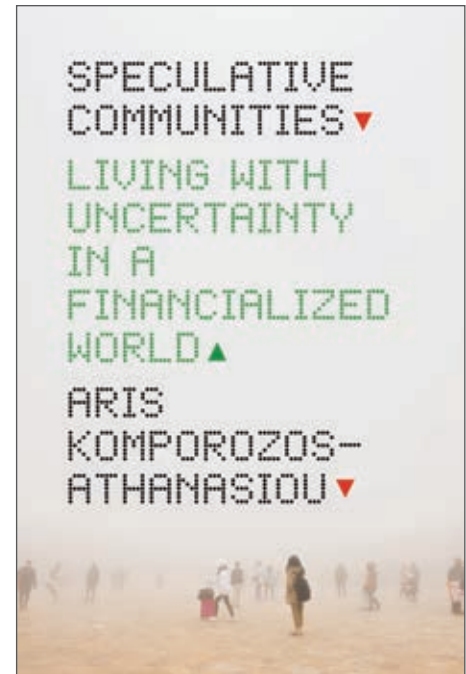 SPECULATIVE
COMMUNITIES▼
LIVING WITH
UNCERTAINTY
IN A
FINANCIALIZED
WORLD▲
ARIS
KOMPOROZOS-
ATHANASIOU▼